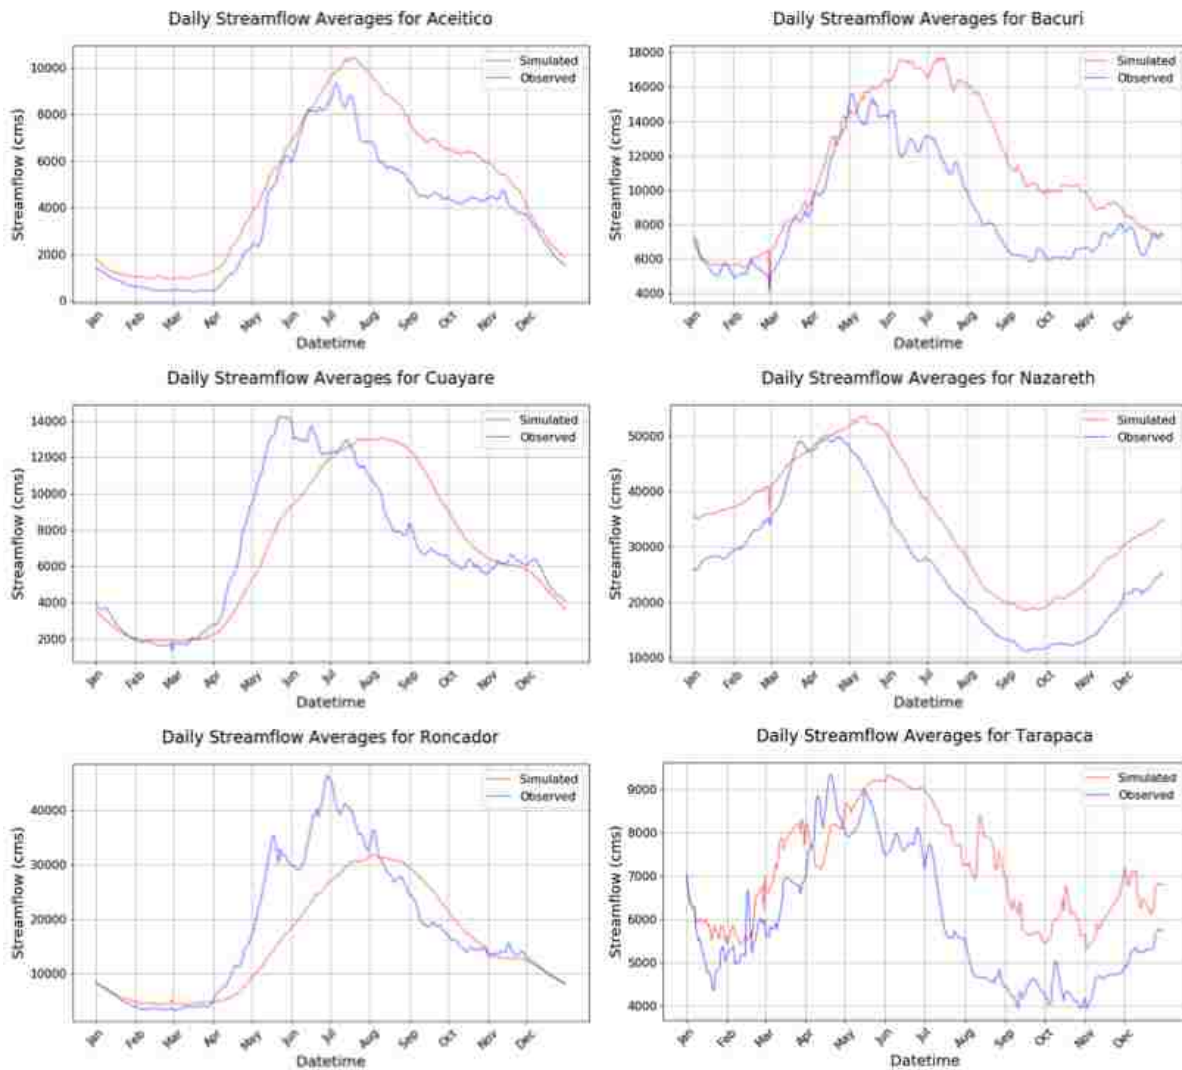 Daily Streamflow Averages for Aceitico
Streamflow (cms)
10000
8000
6000
4000
2000
0
Simulated
Observed
Jan Feb Mar Apr May Jun Jul Aug Sep Oct Nov Dec
Datetime
Daily Streamflow Averages for Bacuri
Streamflow (cms)
18000
16000
14000
12000
10000
8000
6000
4000
Simulated
Observed
Jan Feb Mar Apr May Jun Jul Aug Sep Oct Nov Dec
Datetime
Daily Streamflow Averages for Cuayare
Streamflow (cms)
14000
12000
10000
8000
6000
4000
2000
Simulated
Observed
Jan Feb Mar Apr May Jun Jul Aug Sep Oct Nov Dec
Datetime
Daily Streamflow Averages for Nazareth
Streamflow (cms)
50000
40000
30000
20000
10000
Simulated
Observed
Jan Feb Mar Apr May Jun Jul Aug Sep Oct Nov Dec
Datetime
Daily Streamflow Averages for Roncador
Streamflow (cms)
40000
30000
20000
10000
Simulated
Observed
Jan Feb Mar Apr May Jun Jul Aug Sep Oct Nov Dec
Datetime
Daily Streamflow Averages for Tarapaca
Streamflow (cms)
9000
8000
7000
6000
5000
4000
Simulated
Observed
Jan Feb Mar Apr May Jun Jul Aug Sep Oct Nov Dec
Datetime